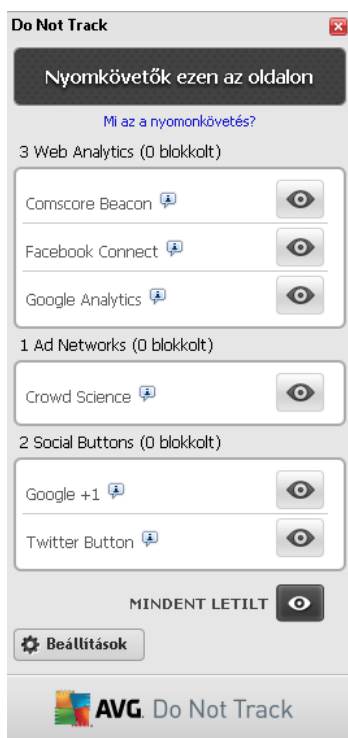 Do Not Track
Nyomkövetők ezen az oldalon
Mi az a nyomonkövetés?
3 Web Analytics (0 blokkolt)
Comscore Beacon
Facebook Connect
Google Analytics
1 Ad Networks (0 blokkolt)
Crowd Science
2 Social Buttons (0 blokkolt)
Google +1
Twitter Button
MINDENT LETILT
Beállítások
AVG. Do Not Track